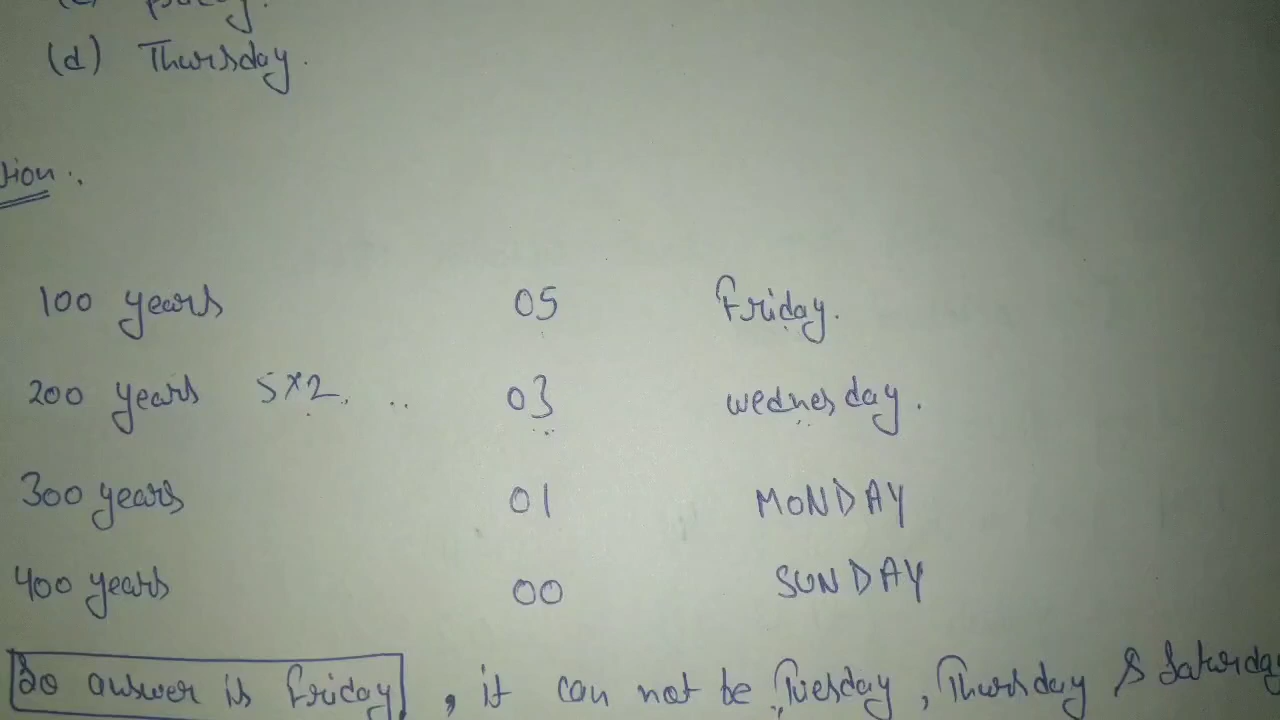 (d) Thursday.
100 years 05 Friday.
200 years 5×2. .. 03 wednesday.
300 years 01 MONDAY
400 years 00 SUNDAY
So answer is Friday, it can not be Tuesday, Thursday & Saturday